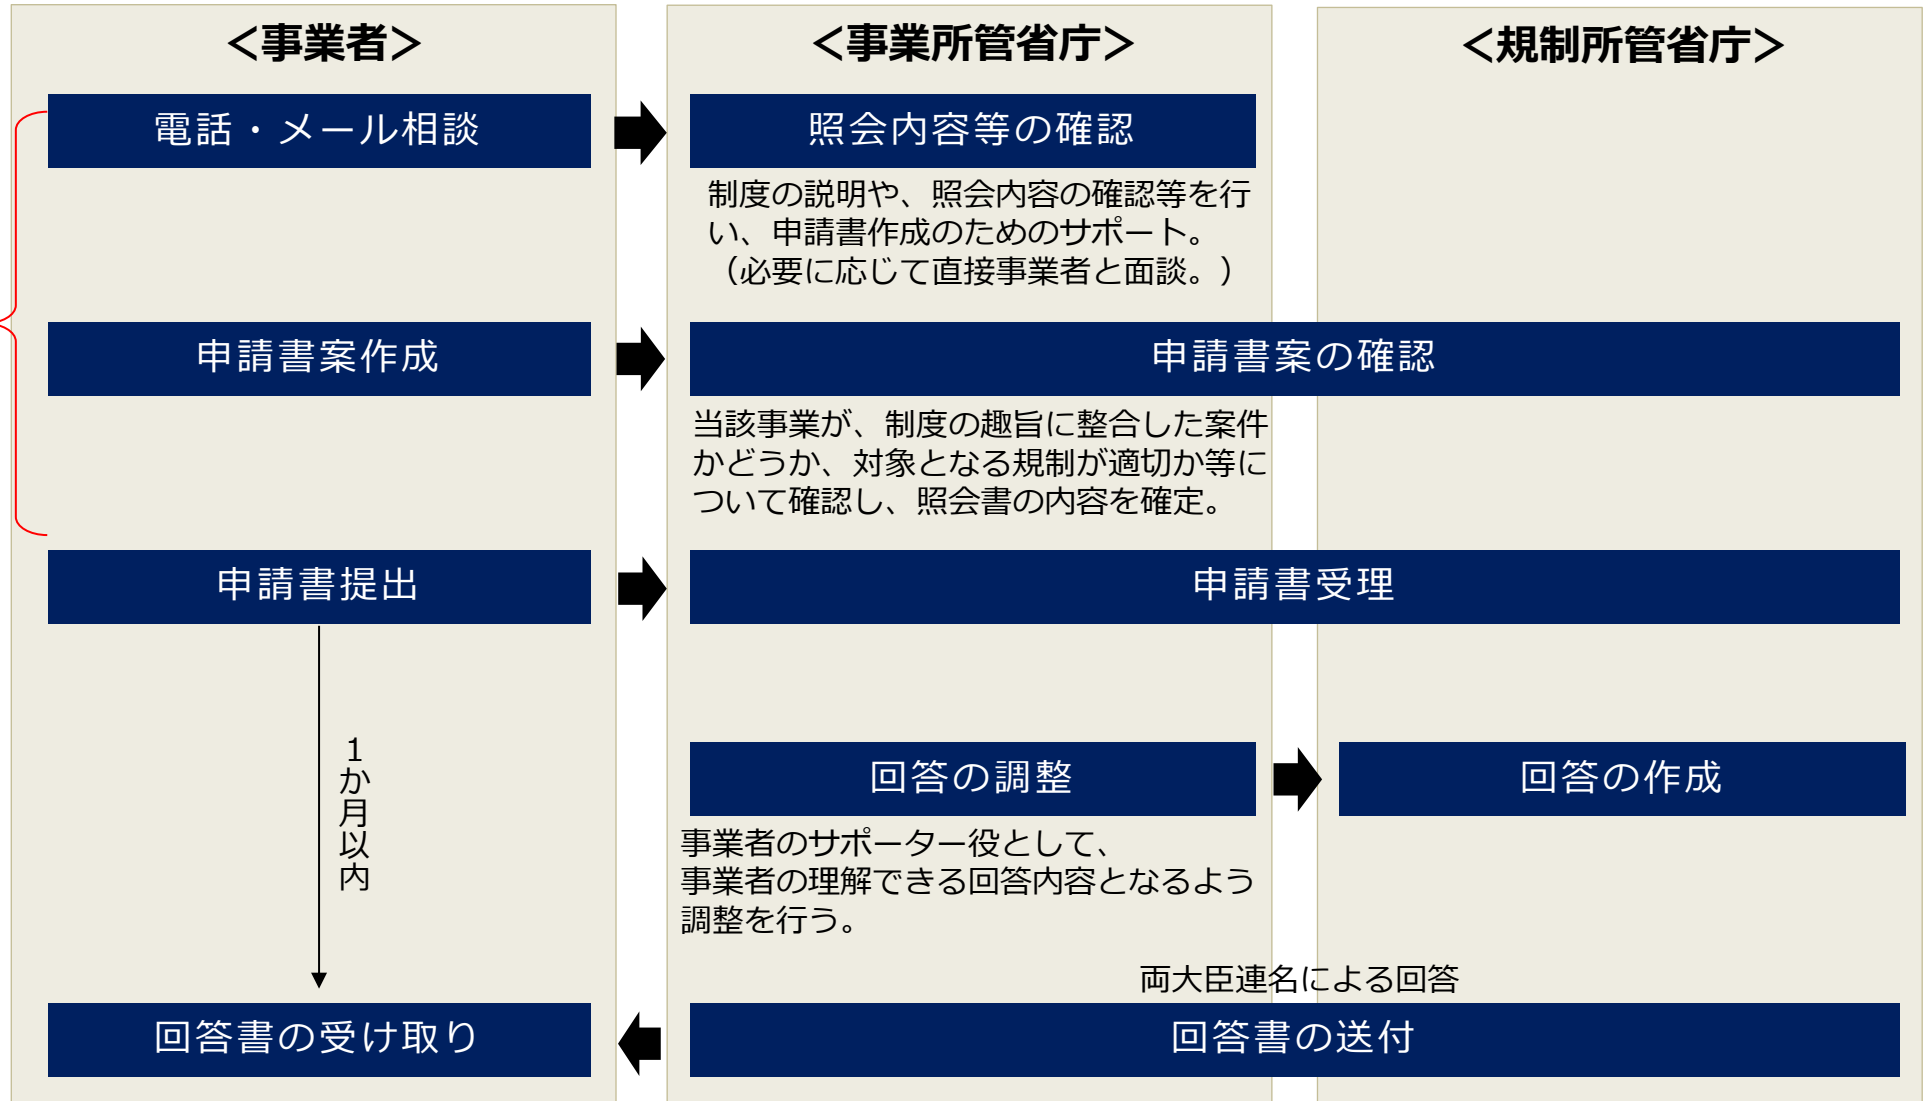 ＜事業者＞
＜事業所管省庁＞
＜規制所管省庁＞
電話・メール相談
照会内容等の確認
制度の説明や、照会内容の確認等を行
い、申請書作成のためのサポート。
（必要に応じて直接事業者と面談。）
申請書案作成
申請書案の確認
当該事業が、制度の趣旨に整合した案件
かどうか、対象となる規制が適切か等に
ついて確認し、照会書の内容を確定。
申請書提出
申請書受理
１か月以内
回答の調整
回答の作成
事業者のサポーター役として、
事業者の理解できる回答内容となるよう
調整を行う。
両大臣連名による回答
回答書の受け取り
回答書の送付